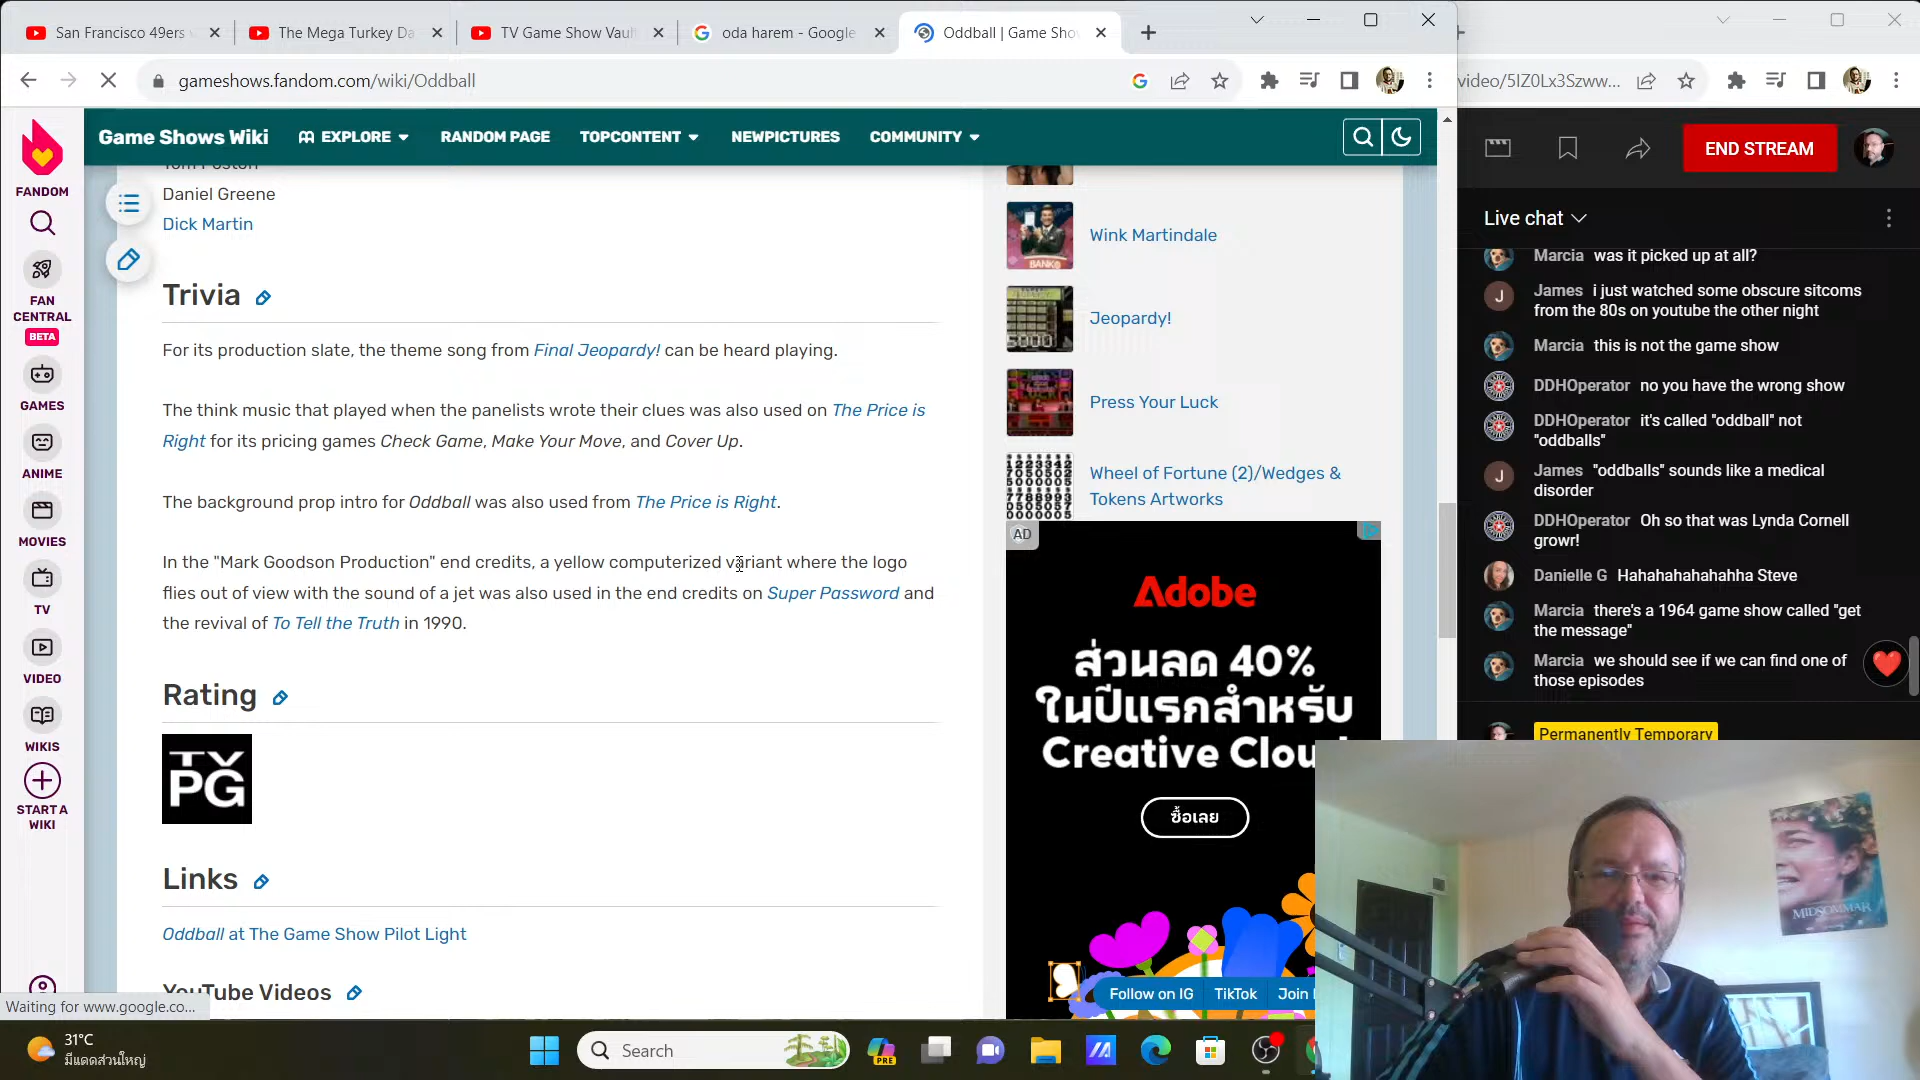 San Francisco 49ers
The Mega Turkey Da
TV Game Show Vault
oda harem - Google
Oddball | Game Sho
gameshows.fandom.com/wiki/Oddball
video/5IZ0Lx3Szww...
Game Shows Wiki
EXPLORE
RANDOM PAGE
TOPCONTENT
NEWPICTURES
COMMUNITY
FANDOM
FAN CENTRAL
BETA
GAMES
ANIME
MOVIES
TV
VIDEO
WIKIS
START A WIKI
Tom Poston
Daniel Greene
Dick Martin
Trivia
For its production slate, the theme song from Final Jeopardy! can be heard playing.
The think music that played when the panelists wrote their clues was also used on The Price is
Right for its pricing games Check Game, Make Your Move, and Cover Up.
The background prop intro for Oddball was also used from The Price is Right.
In the "Mark Goodson Production" end credits, a yellow computerized variant where the logo
flies out of view with the sound of a jet was also used in the end credits on Super Password and
the revival of To Tell the Truth in 1990.
Rating
TV
PG
Links
Oddball at The Game Show Pilot Light
YouTube Videos
Waiting for www.google.co...
Wink Martindale
BANKO
Jeopardy!
5000
Press Your Luck
Wheel of Fortune (2)/Wedges &
Tokens Artworks
AD
Adobe
ส่วนลด 40%
ในปีแรกสำหรับ
Creative Clou
ซื้อเลย
Follow on IG
TikTok
Join
END STREAM
Live chat
Marcia was it picked up at all?
James i just watched some obscure sitcoms
from the 80s on youtube the other night
Marcia this is not the game show
DDHOperator no you have the wrong show
DDHOperator it's called "oddball" not
"oddballs"
James "oddballs" sounds like a medical
disorder
DDHOperator Oh so that was Lynda Cornell
growr!
Danielle G Hahahahahahahha Steve
Marcia there's a 1964 game show called "get
the message"
Marcia we should see if we can find one of
those episodes
Permanently Temporary
MIDSOMMAR
31°C
มีแดดส่วนใหญ่
Search
PRE